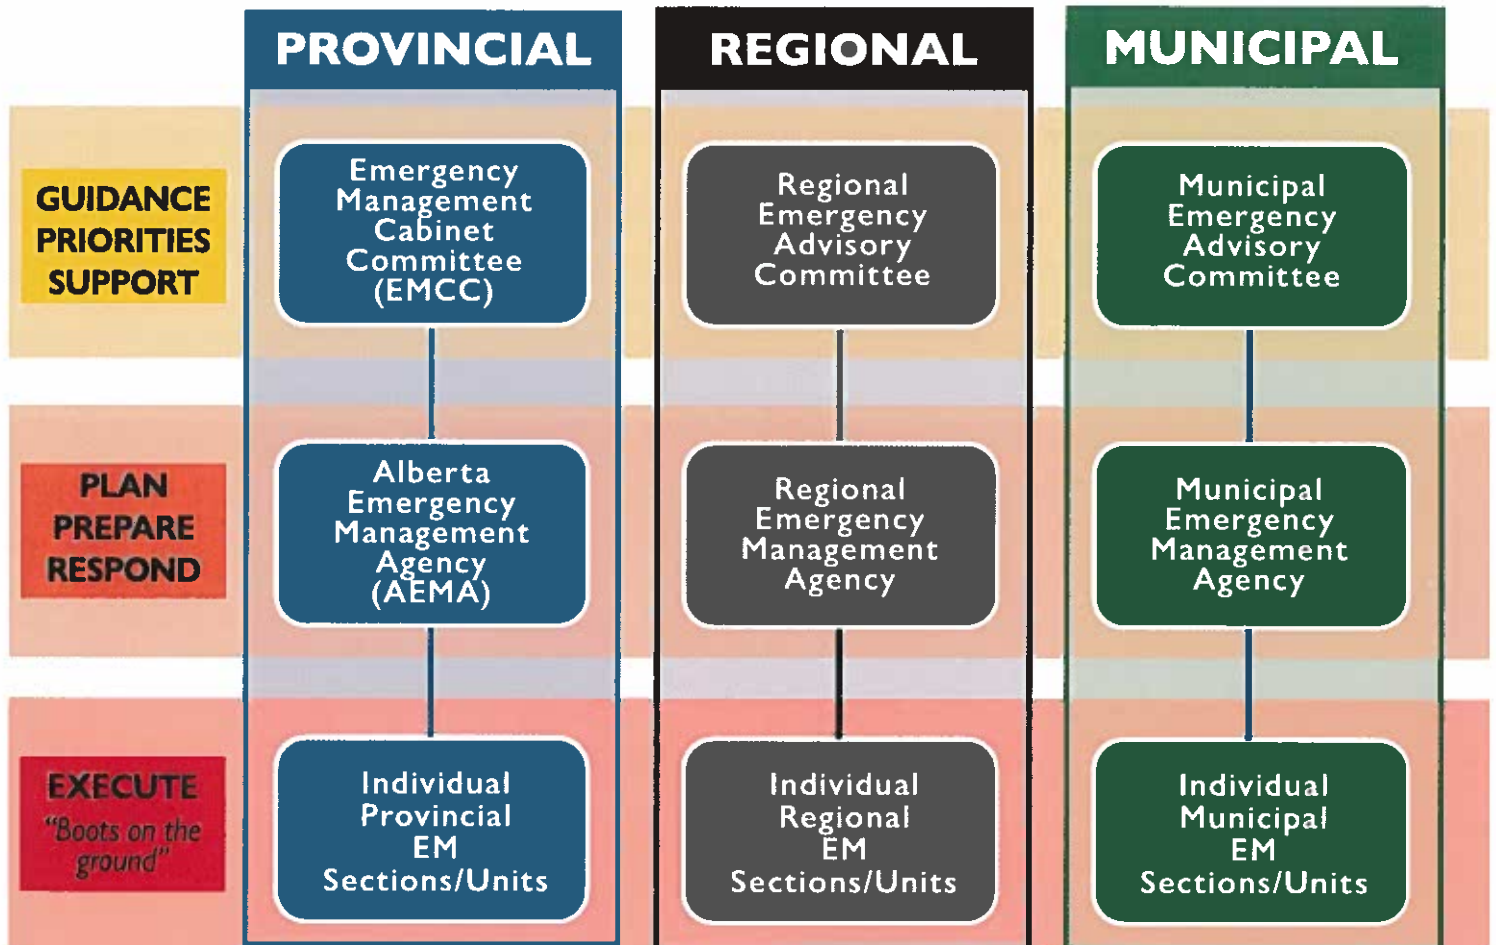 PROVINCIAL
REGIONAL
MUNICIPAL
GUIDANCE
PRIORITIES
SUPPORT
Emergency
Management
Cabinet
Committee
(EMCC)
Regional
Emergency
Advisory
Committee
Municipal
Emergency
Advisory
Committee
PLAN
PREPARE
RESPOND
Alberta
Emergency
Management
Agency
(AEMA)
Regional
Emergency
Management
Agency
Municipal
Emergency
Management
Agency
EXECUTE
"Boots on the
ground"
Individual
Provincial
EM
Sections/Units
Individual
Regional
EM
Sections/Units
Individual
Municipal
EM
Sections/Units